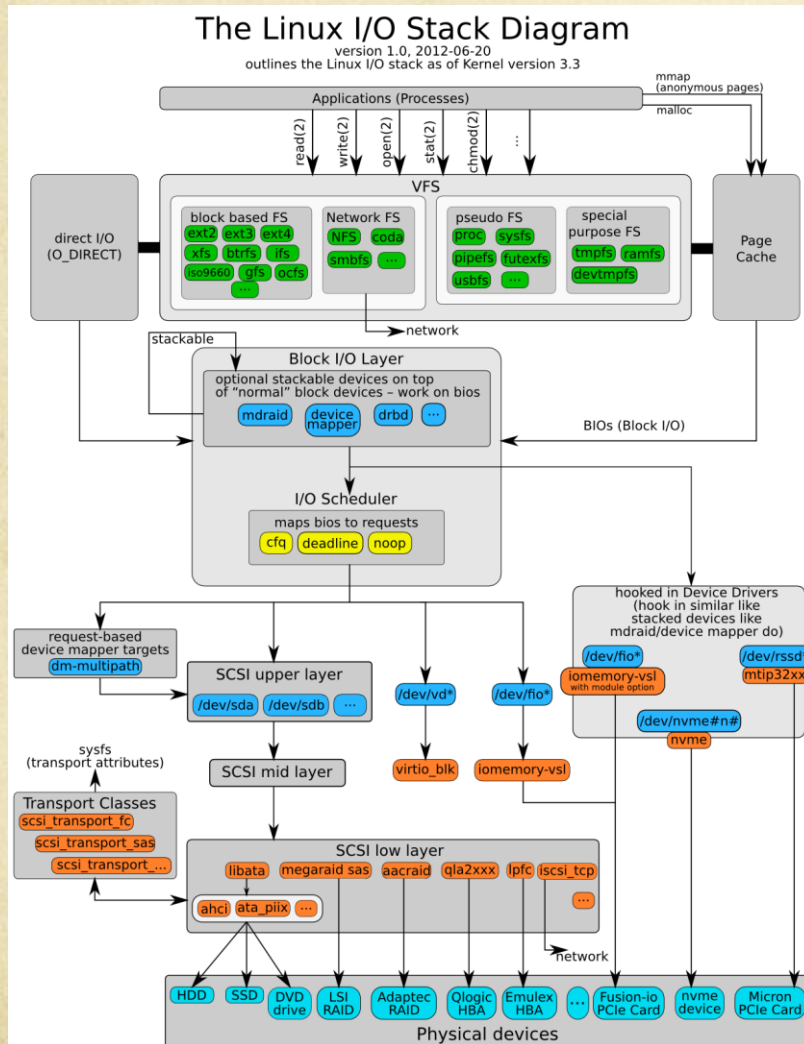 The Linux I/O Stack Diagram
version 1.0, 2012-06-20
outlines the Linux I/O stack as of Kernel version 3.3
mmap
(anonymous pages)
Applications (Processes)
malloc
read(2)
write(2)
open(2)
stat(2)
chmod(2)
...
VFS
direct I/O
(O_DIRECT)
block based FS
ext2 ext3 ext4
xfs btrfs ifs
iso9660 gfs ocfs
...
Network FS
NFS coda
smbfs ...
pseudo FS
proc sysfs
pipefs futexfs
usbfs ...
special
purpose FS
tmpfs ramfs
devtmpfs
Page
Cache
network
stackable
Block I/O Layer
optional stackable devices on top
of "normal" block devices – work on bios
mdraid device mapper drbd ...
BIOs (Block I/O)
I/O Scheduler
maps bios to requests
cfq deadline noop
hooked in Device Drivers
(hook in similar like
stacked devices like
mdraid/device mapper do)
request-based
device mapper targets
dm-multipath
SCSI upper layer
/dev/sda /dev/sdb ...
/dev/vd*
/dev/fio*
/dev/fio*
iomemory-vsl
with module option
/dev/rssd*
mtip32xx
/dev/nvme#n#
nvme
sysfs
(transport attributes)
SCSI mid layer
virtio_blk
iomemory-vsl
Transport Classes
scsi_transport_fc
scsi_transport_sas
scsi_transport_...
SCSI low layer
libata megaraid sas aacraid qla2xxx lpfc iscsi_tcp
ahci ata_piix ...
...
network
HDD
SSD
DVD
drive
LSI
RAID
Adaptec
RAID
Qlogic
HBA
Emulex
HBA
...
Fusion-io
PCIe Card
nvme
device
Micron
PCIe Card
Physical devices